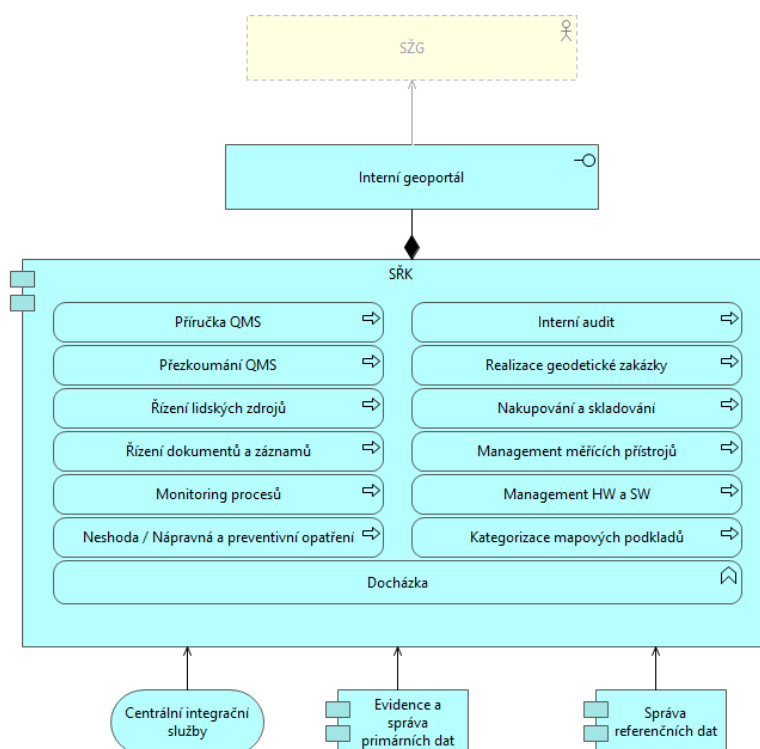 SŽG
Interní geoportál
SŘK
Příručka QMS
Interní audit
Přezkoumání QMS
Realizace geodetické zakázky
Řízení lidských zdrojů
Nakupování a skladování
Řízení dokumentů a záznamů
Management měřících přístrojů
Monitoring procesů
Management HW a SW
Neshoda / Nápravná a preventivní opatření
Kategorizace mapových podkladů
Docházka
Centrální integrační
služby
Evidence a
správa
primárních dat
Správa
referenčních dat